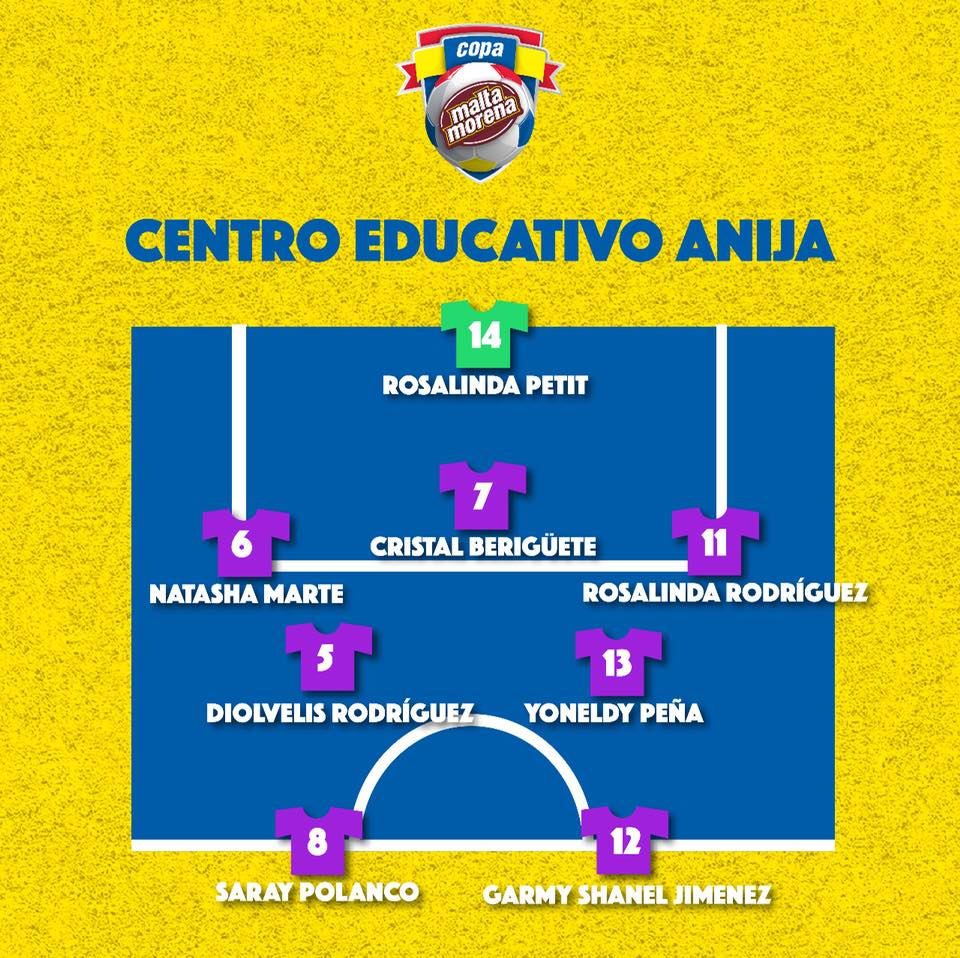 copa
malta
morena
CENTRO EDUCATIVO ANIJA
14
ROSALINDA PETIT
7
CRISTAL BERIGÜETE
6
NATASHA MARTE
11
ROSALINDA RODRÍGUEZ
5
DIOLVELIS RODRÍGUEZ
13
YONELDY PEÑA
8
SARAY POLANCO
12
GARMY SHANEL JIMENEZ